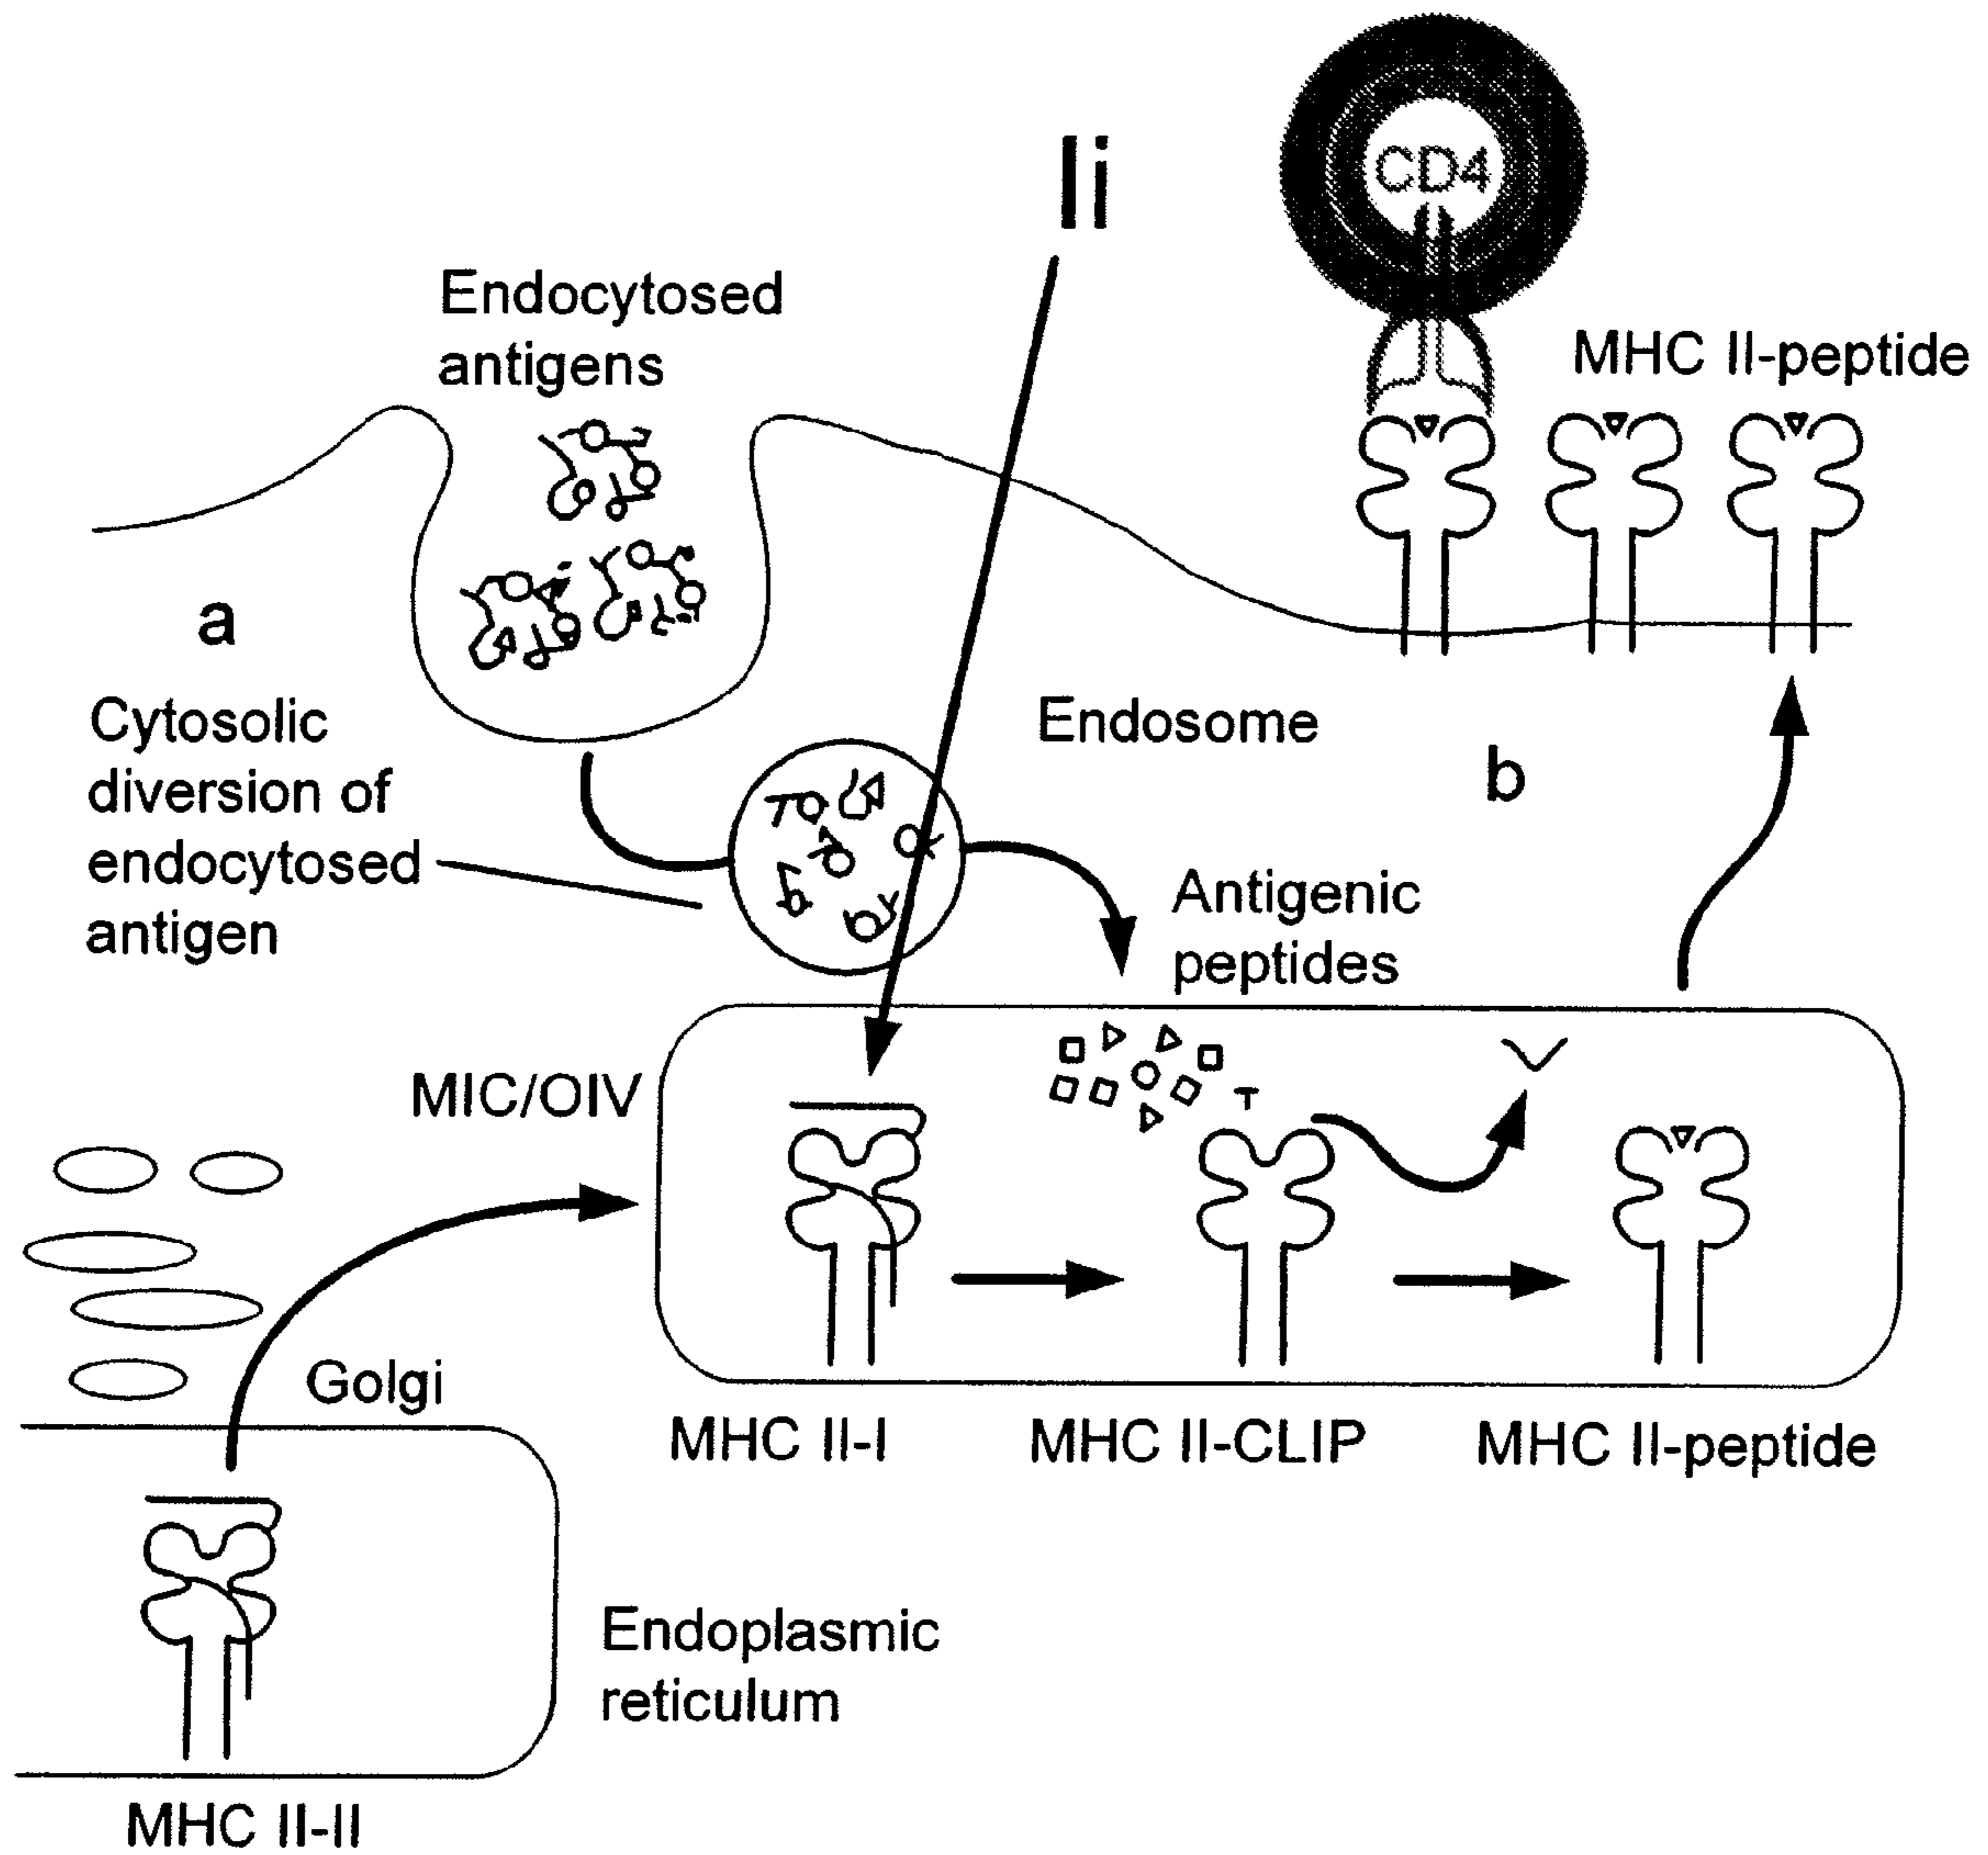 Ii
CD4
Endocytosed
antigens
MHC II-peptide
a
Cytosolic
diversion of
endocytosed
antigen
Endosome
b
Antigenic
peptides
MIC/OIV
Golgi
MHC II-I
MHC II-CLIP
MHC II-peptide
Endoplasmic
reticulum
MHC II-II